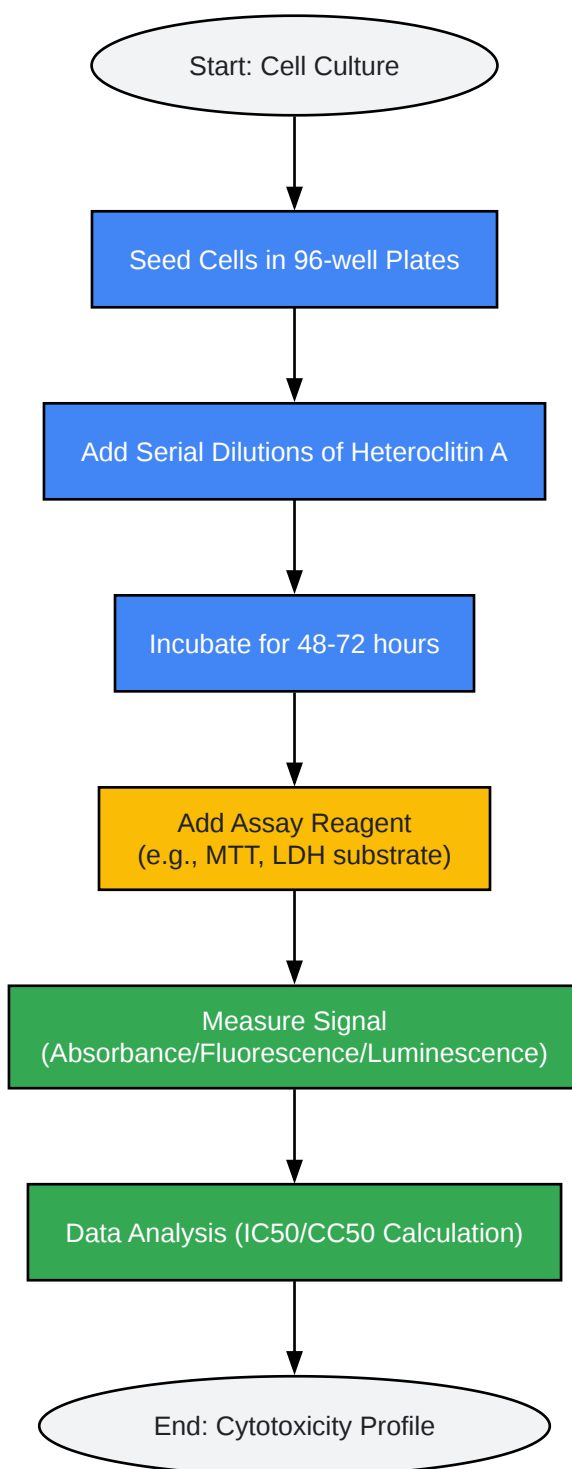 Start: Cell Culture
Seed Cells in 96-well Plates
Add Serial Dilutions of Heteroclitin A
Incubate for 48-72 hours
Add Assay Reagent
(e.g., MTT, LDH substrate)
Measure Signal
(Absorbance/Fluorescence/Luminescence)
Data Analysis (IC50/CC50 Calculation)
End: Cytotoxicity Profile